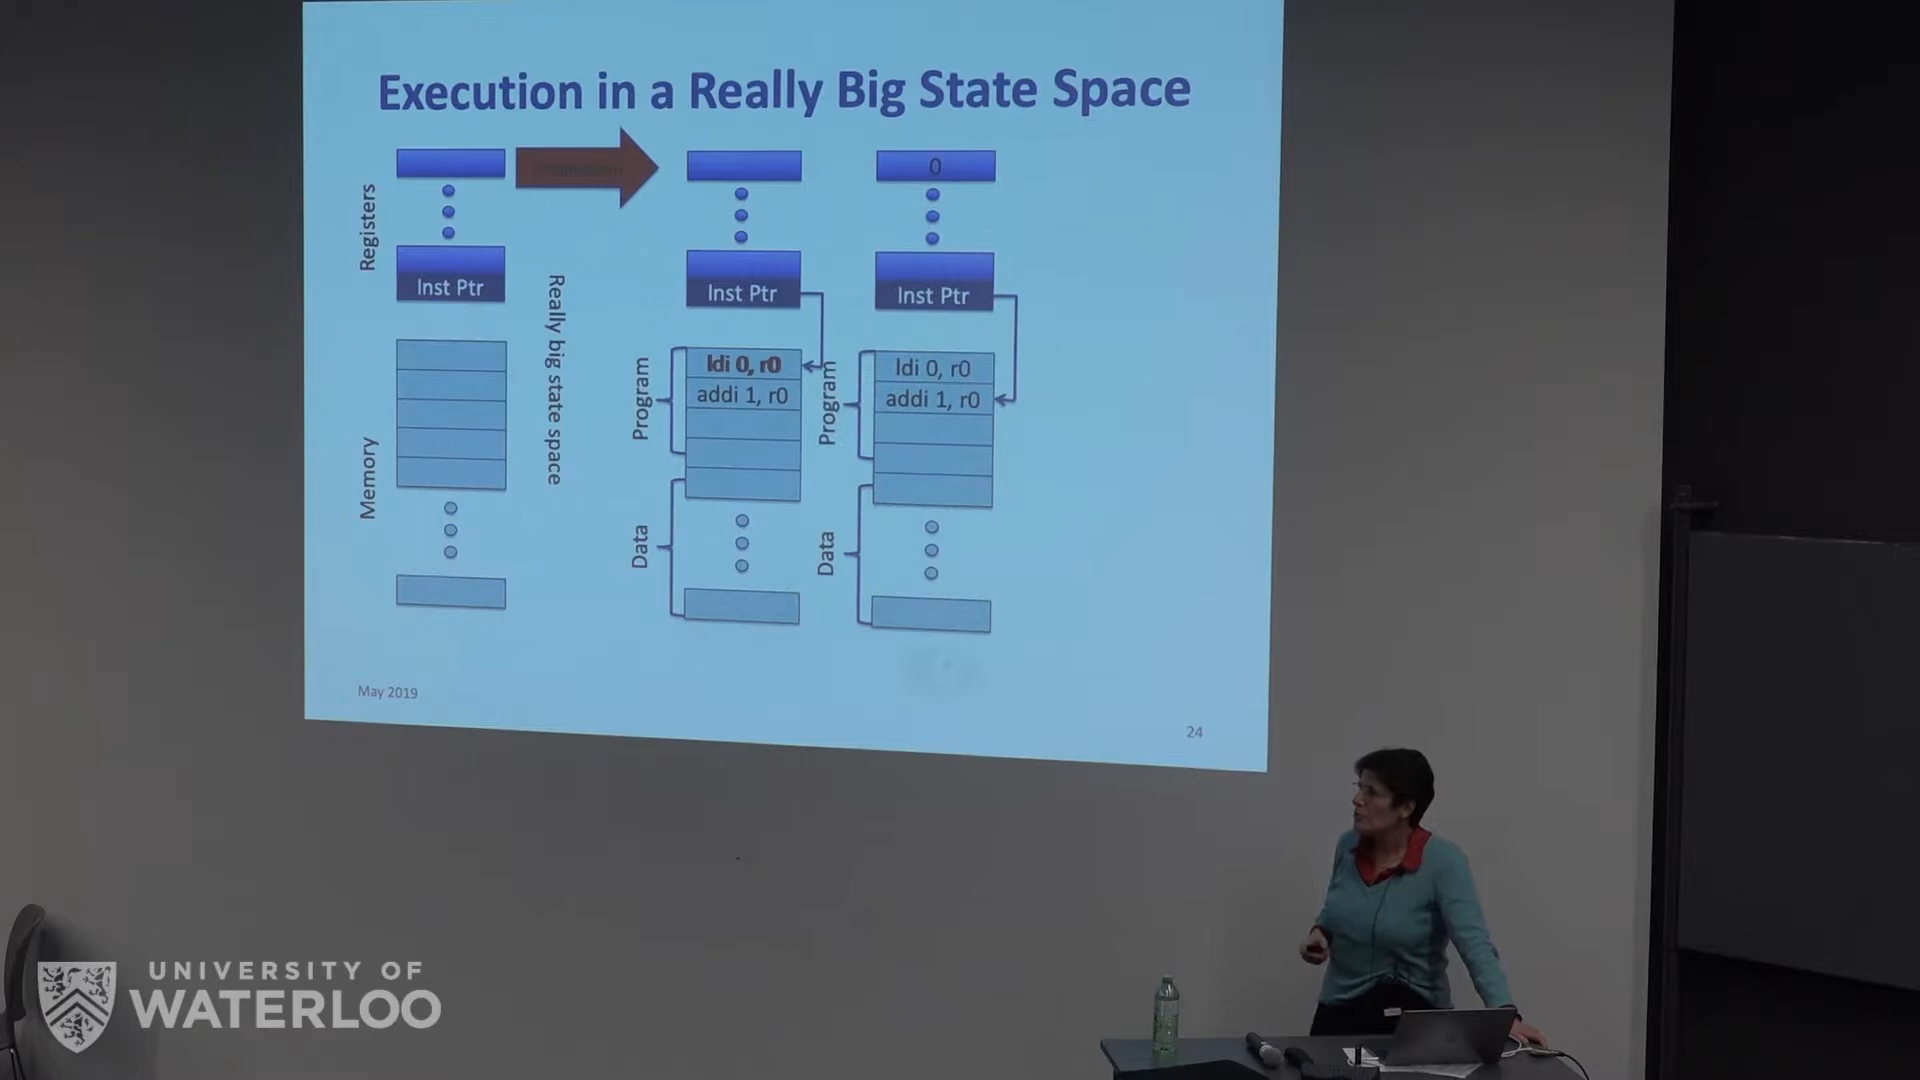 Execution in a Really Big State Space
Registers
Inst Ptr
Memory
Really big state space
Inst Ptr
Program
ldi 0, r0
addi 1, r0
Data
0
Inst Ptr
Program
ldi 0, r0
addi 1, r0
Data
May 2019
24
UNIVERSITY OF
WATERLOO